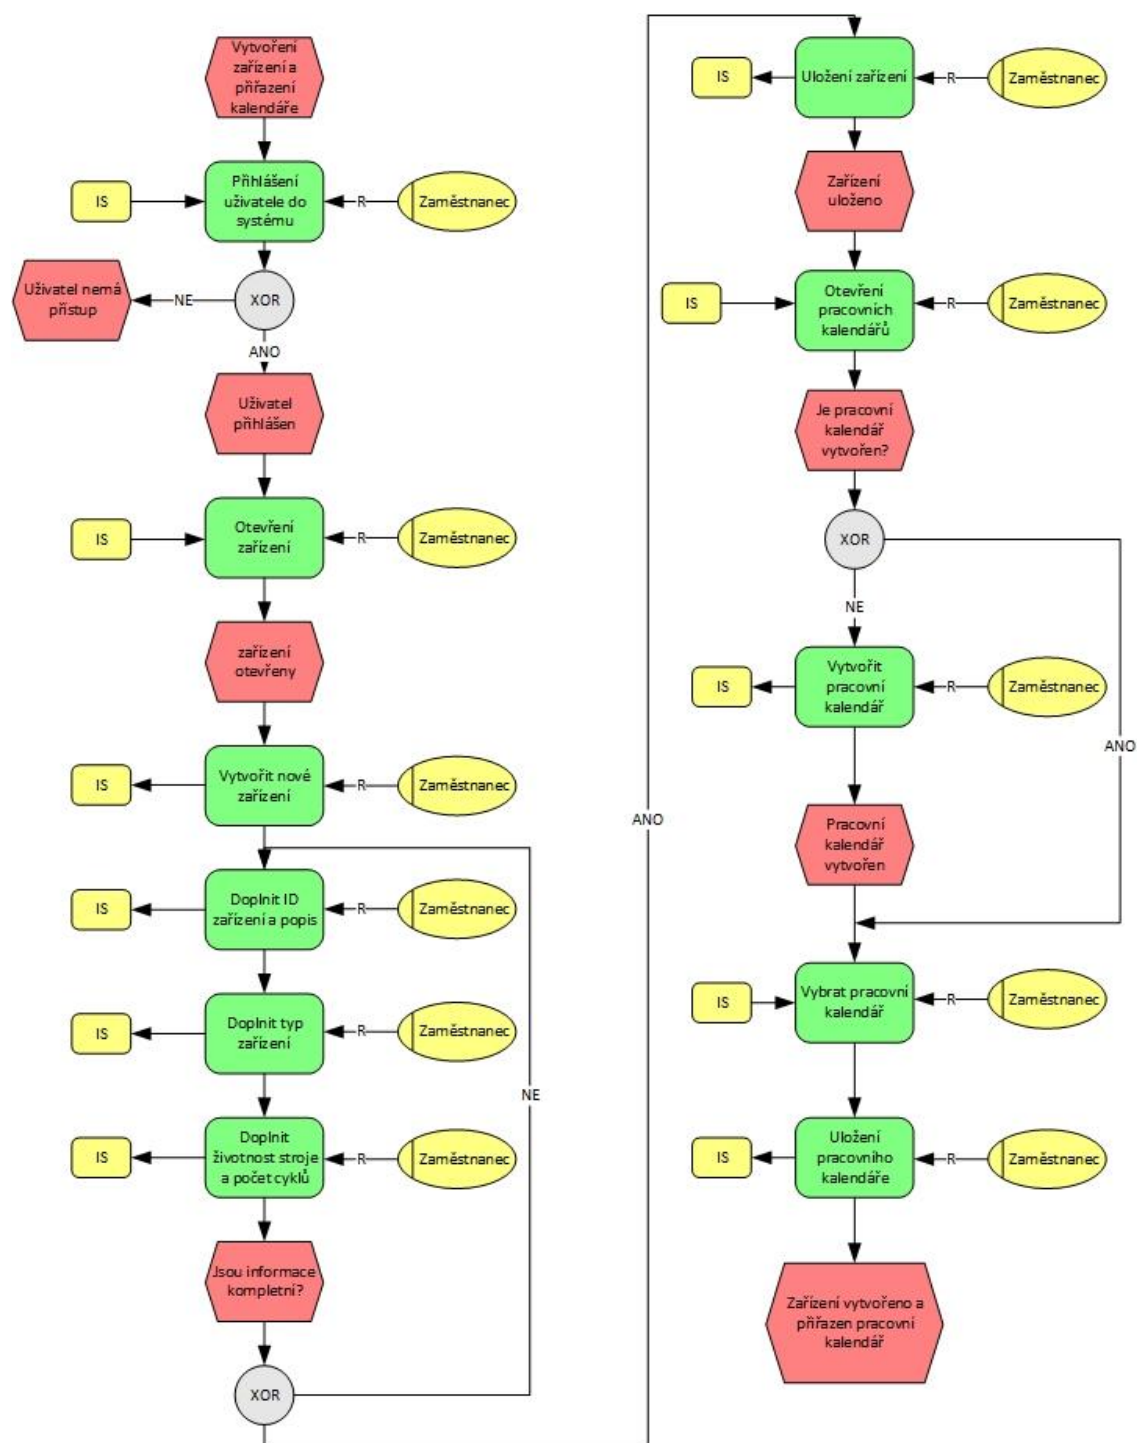 Vytvoření
zařízení a
přiřazení
kalendáře
IS
Přihlášení
uživatele do
systému
R
Zaměstnanec
Uživatel nemá
přístup
NE
XOR
ANO
Uživatel
přihlášen
IS
Otevření
zařízení
R
Zaměstnanec
zařízení
otevřeny
IS
Vytvořit nové
zařízení
R
Zaměstnanec
IS
Doplnit ID
zařízení a popis
R
Zaměstnanec
IS
Doplnit typ
zařízení
R
Zaměstnanec
NE
IS
Doplnit
životnost stroje
a počet cyklů
R
Zaměstnanec
Jsou informace
kompletní?
XOR
ANO
IS
Uložení zařízení
R
Zaměstnanec
Zařízení
uloženo
IS
Otevření
pracovních
kalendářů
R
Zaměstnanec
Je pracovní
kalendář
vytvořen?
XOR
NE
IS
Vytvořit
pracovní
kalendář
R
Zaměstnanec
ANO
Pracovní
kalendář
vytvořen
IS
Vybrat pracovní
kalendář
R
Zaměstnanec
IS
Uložení
pracovního
kalendáře
R
Zaměstnanec
Zařízení vytvořeno a
přiřazen pracovní
kalendář